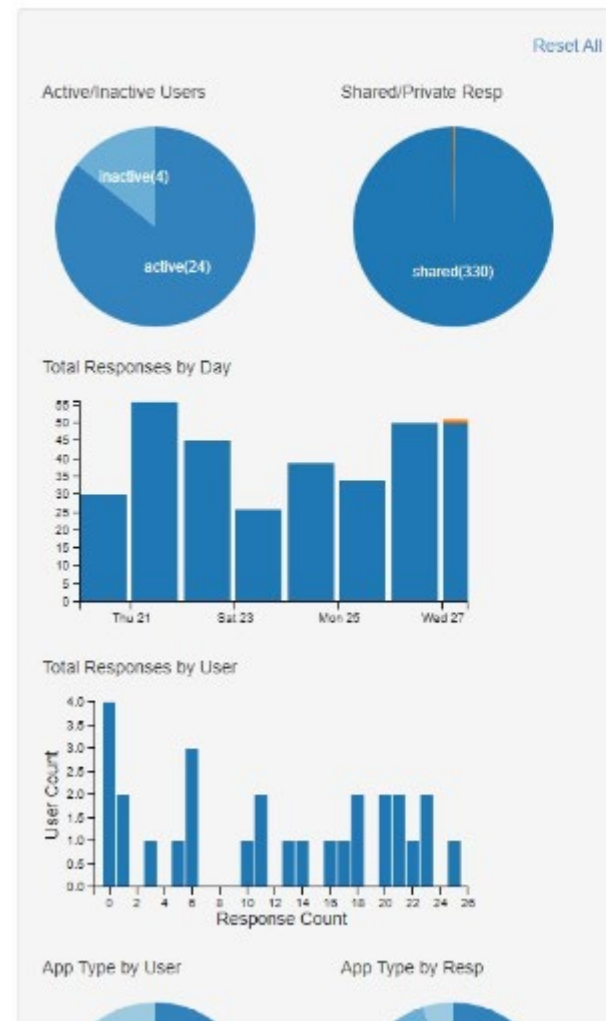 Reset All
Active/Inactive Users Shared/Private Resp
inactive(4)
active(24) shared(330)
Total Responses by Day
55
50
45
40
35
30
25
20
15
10
5
0
Thu 21 Sat 23 Mon 25 Wed 27
Total Responses by User
4.0
3.5
3.0
2.5
2.0
1.5
1.0
0.5
0.0
User Count
0 2 4 6 8 10 12 14 16 18 20 22 24 26
Response Count
App Type by User App Type by Resp